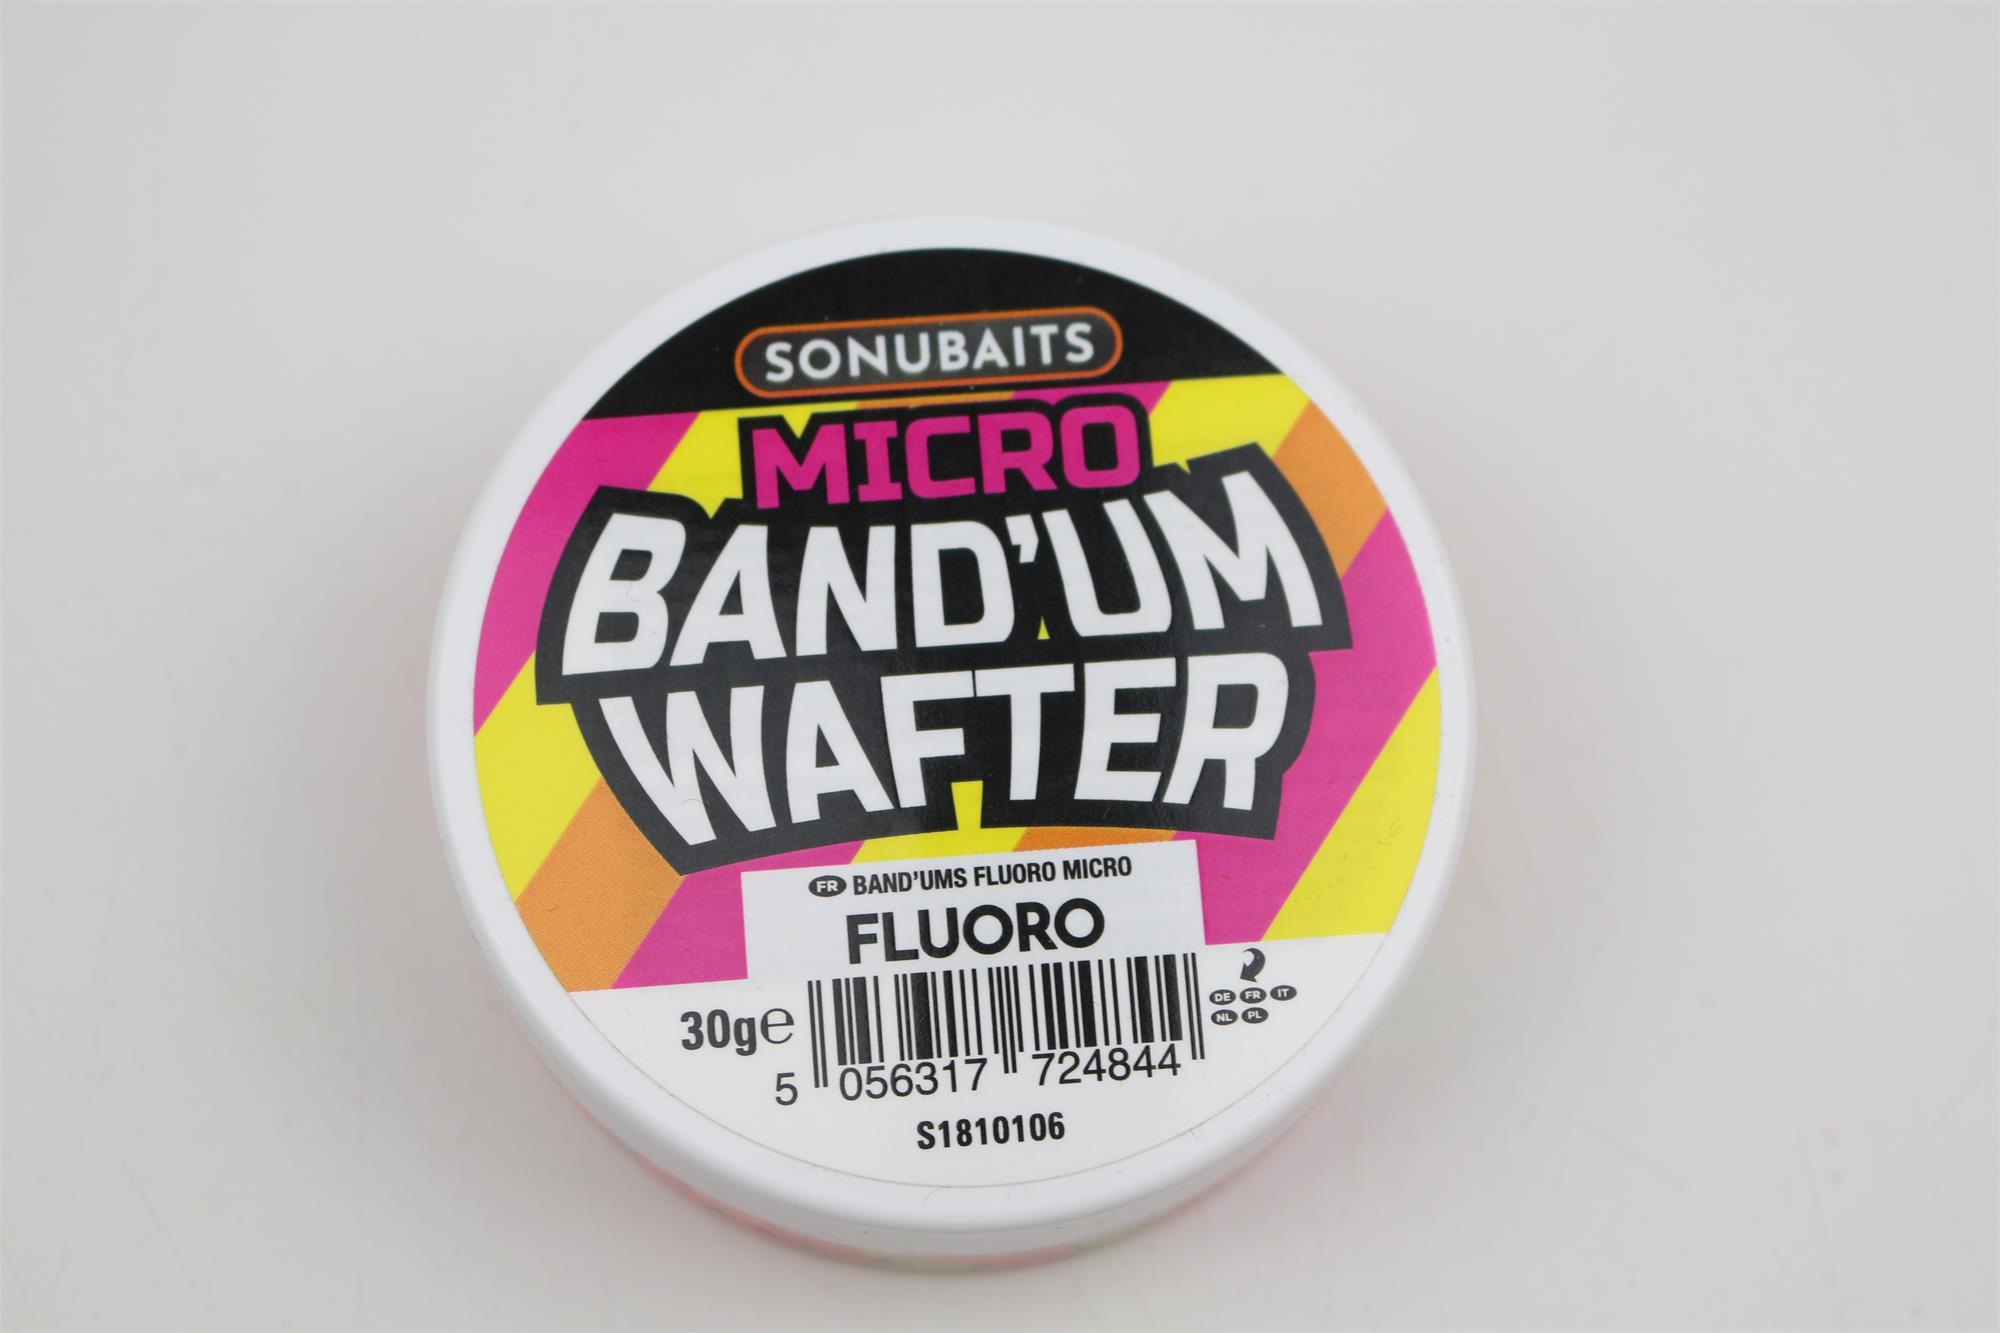 SONUBAITS
MICRO
BAND'UM
WAFTER
FR BAND'UMS FLUORO MICRO
FLUORO
30g℮
DE FR IT
NL PL
5 056317 724844
S1810106